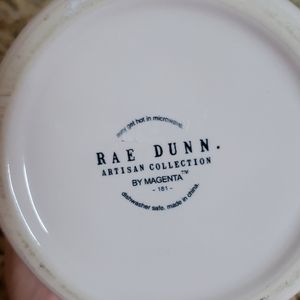 may get hot in microwave.
RAE DUNN.
ARTISAN COLLECTION
BY MAGENTA™
- 181 -
dishwasher safe. made in china.